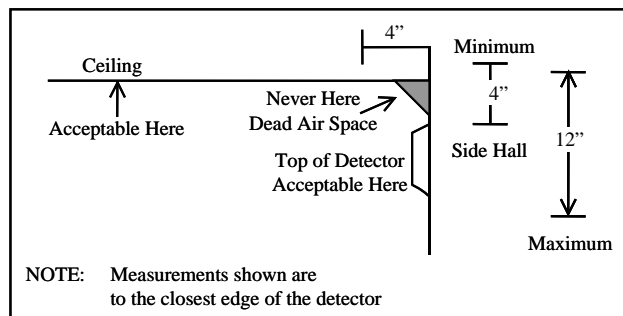 4”
Minimum
Ceiling
4”
Never Here
Dead Air Space
Acceptable Here
Side Hall
12”
Top of Detector
Acceptable Here
Maximum
NOTE: Measurements shown are
to the closest edge of the detector